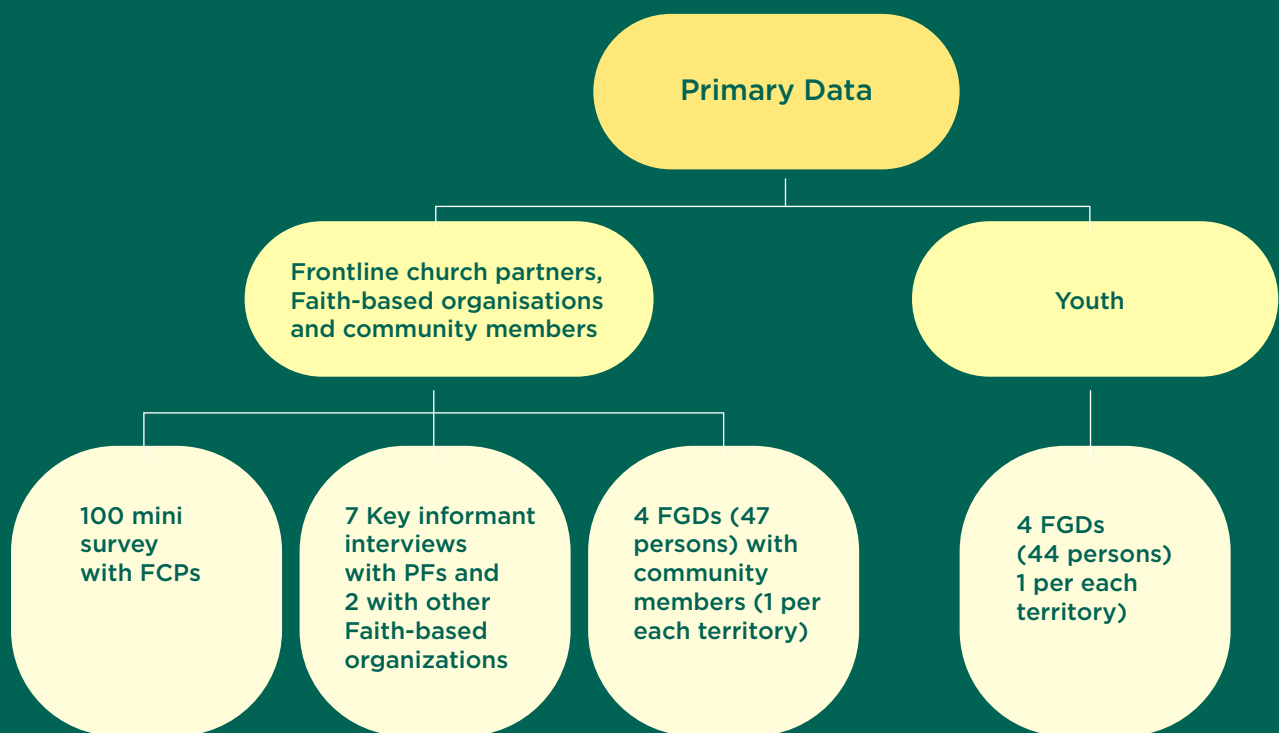 Primary Data
Frontline church partners,
Faith-based organisations
and community members
Youth
100 mini
survey
with FCPs
7 Key informant
interviews
with PFs and
2 with other
Faith-based
organizations
4 FGDs (47
persons) with
community
members (1 per
each territory)
4 FGDs
(44 persons)
1 per each
territory)